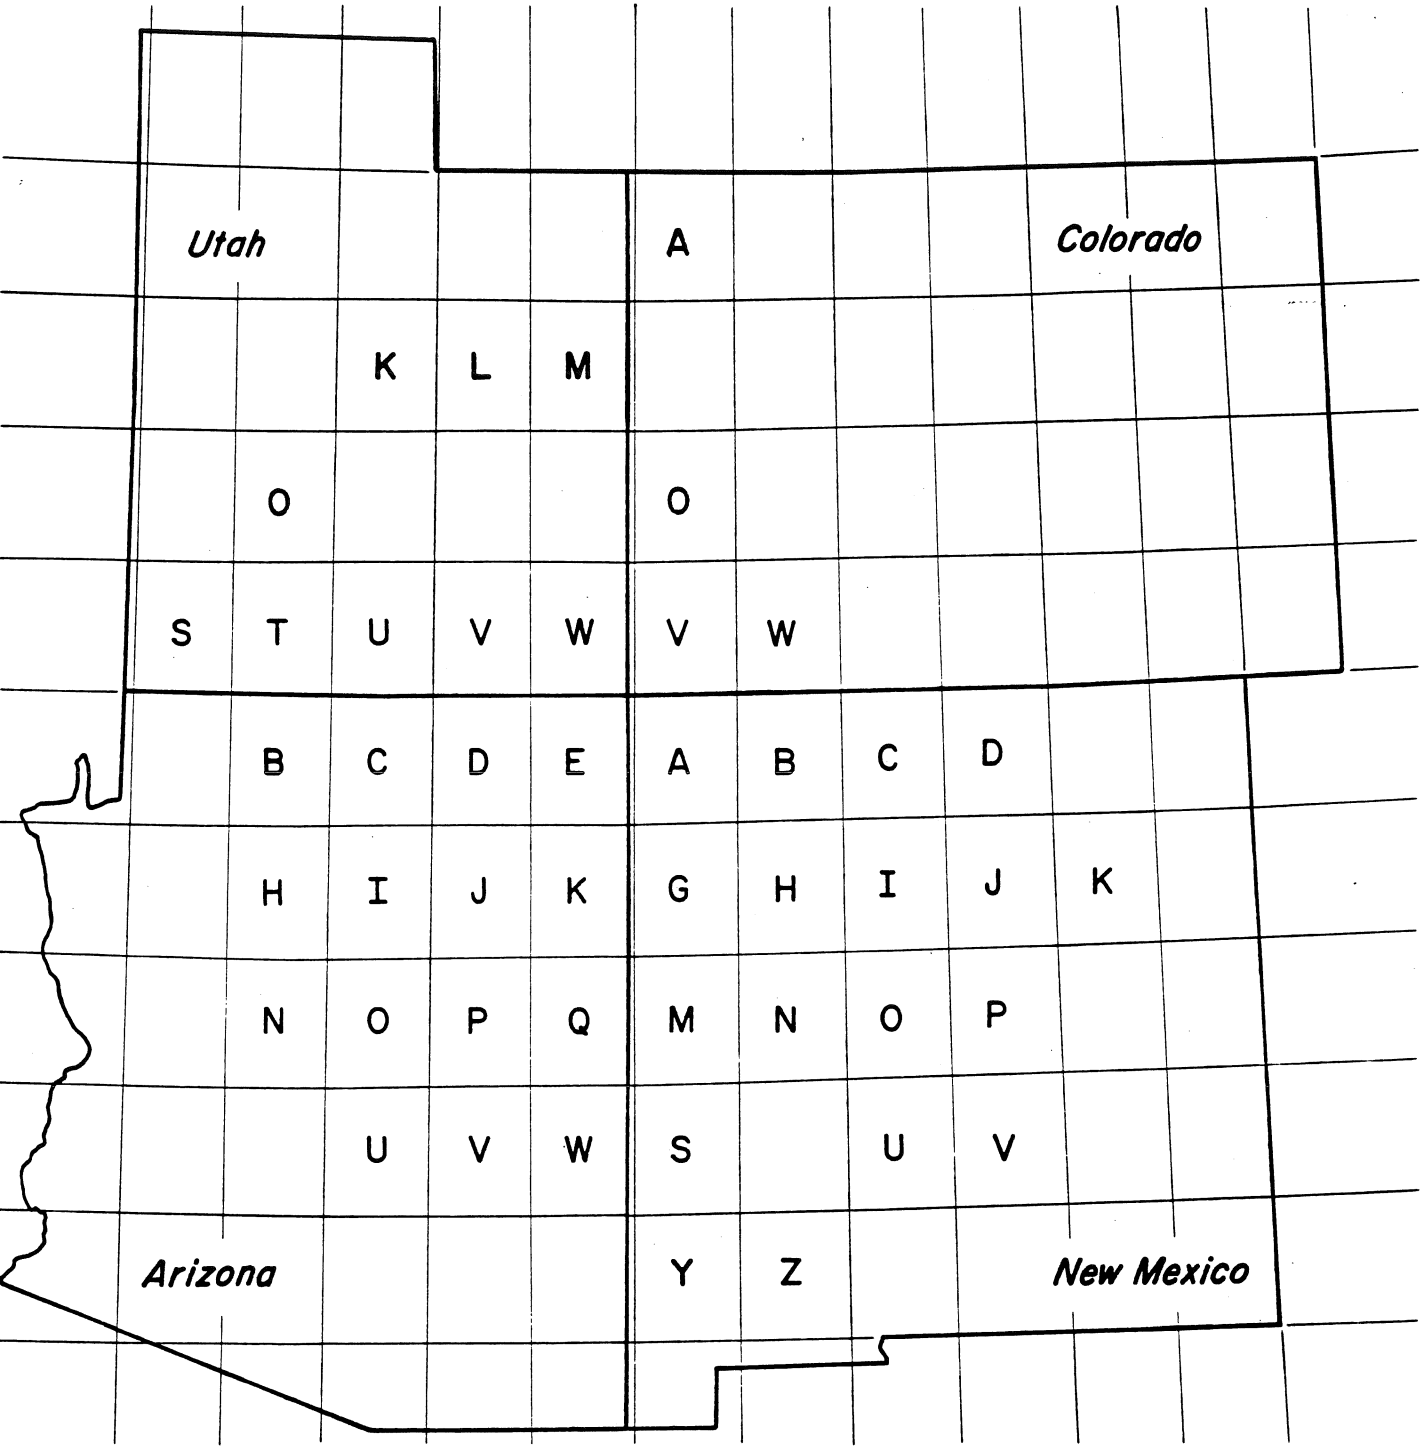 Utah A Colorado
K L M
O O
S T U V W V W
B C D E A B C D
H I J K G H I J K
N O P Q M N O P
U V W S U V
Arizona Y Z New Mexico